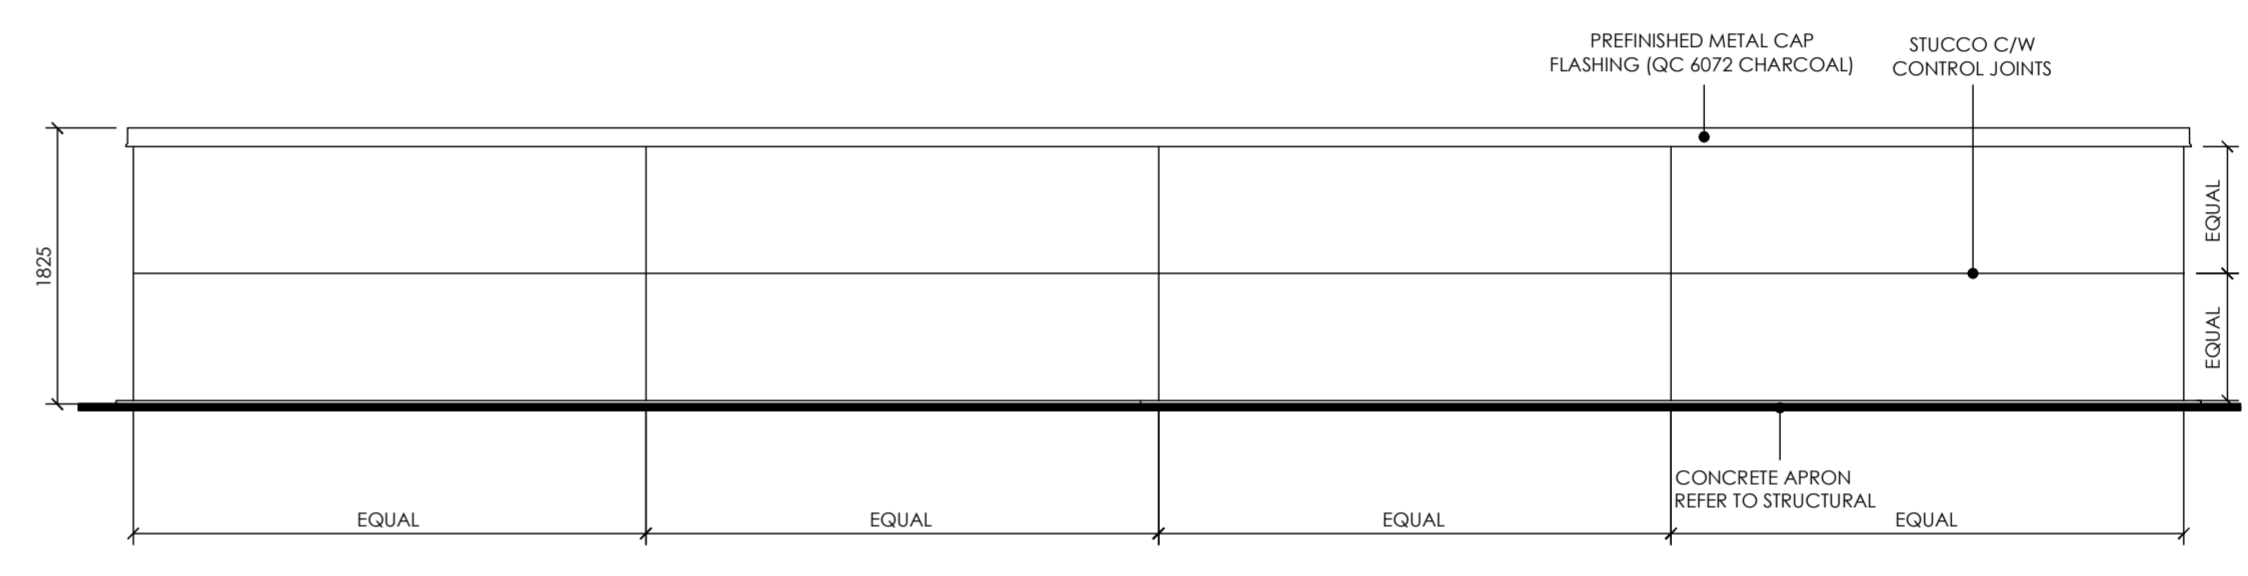 PREFINISHED METAL CAP
FLASHING (QC 6072 CHARCOAL)
STUCCO C/W
CONTROL JOINTS
1825
EQUAL
EQUAL
CONCRETE APRON
REFER TO STRUCTURAL
EQUAL
EQUAL
EQUAL
EQUAL